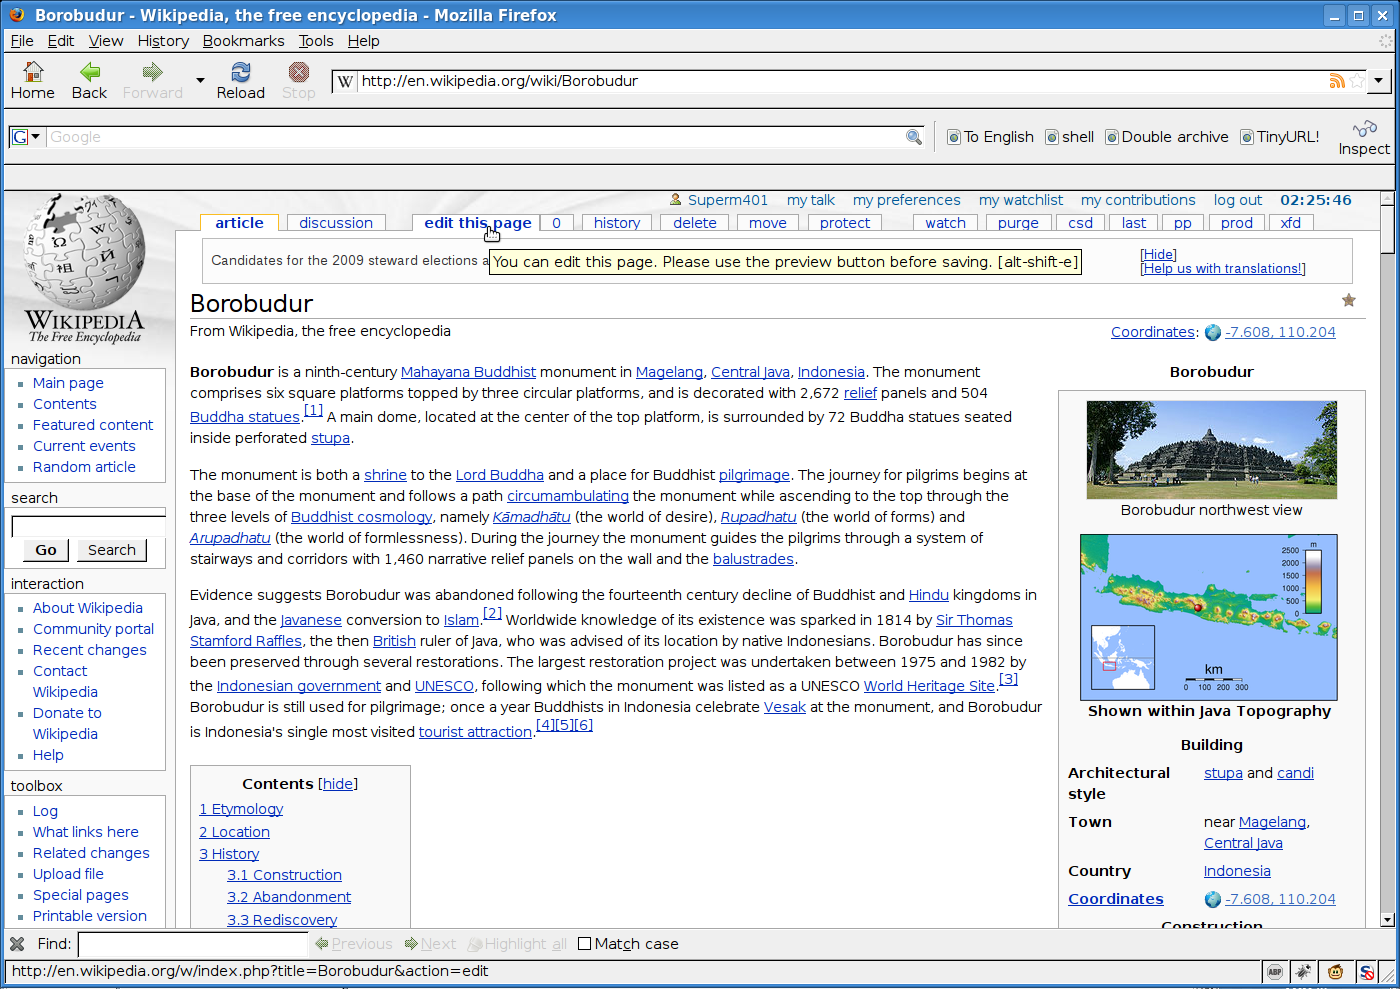 Borobudur - Wikipedia, the free encyclopedia - Mozilla Firefox
File Edit View History Bookmarks Tools Help
Home Back Forward Reload Stop
W http://en.wikipedia.org/wiki/Borobudur
G Google
To English shell Double archive TinyURL! Inspect
Superm401 my talk my preferences my watchlist my contributions log out 02:25:46
article discussion edit this page 0 history delete move protect watch purge csd last pp prod xfd
Candidates for the 2009 steward elections a
You can edit this page. Please use the preview button before saving. [alt-shift-e]
[Hide]
[Help us with translations!]
WIKIPEDIA
The Free Encyclopedia
navigation
Main page
Contents
Featured content
Current events
Random article
search
Go Search
interaction
About Wikipedia
Community portal
Recent changes
Contact
Wikipedia
Donate to
Wikipedia
Help
toolbox
Log
What links here
Related changes
Upload file
Special pages
Printable version
Borobudur
From Wikipedia, the free encyclopedia
Coordinates: -7.608, 110.204
Borobudur is a ninth-century Mahayana Buddhist monument in Magelang, Central Java, Indonesia. The monument
comprises six square platforms topped by three circular platforms, and is decorated with 2,672 relief panels and 504
Buddha statues.[1] A main dome, located at the center of the top platform, is surrounded by 72 Buddha statues seated
inside perforated stupa.
The monument is both a shrine to the Lord Buddha and a place for Buddhist pilgrimage. The journey for pilgrims begins at
the base of the monument and follows a path circumambulating the monument while ascending to the top through the
three levels of Buddhist cosmology, namely Kāmadhātu (the world of desire), Rupadhatu (the world of forms) and
Arupadhatu (the world of formlessness). During the journey the monument guides the pilgrims through a system of
stairways and corridors with 1,460 narrative relief panels on the wall and the balustrades.
Evidence suggests Borobudur was abandoned following the fourteenth century decline of Buddhist and Hindu kingdoms in
Java, and the Javanese conversion to Islam.[2] Worldwide knowledge of its existence was sparked in 1814 by Sir Thomas
Stamford Raffles, the then British ruler of Java, who was advised of its location by native Indonesians. Borobudur has since
been preserved through several restorations. The largest restoration project was undertaken between 1975 and 1982 by
the Indonesian government and UNESCO, following which the monument was listed as a UNESCO World Heritage Site.[3]
Borobudur is still used for pilgrimage; once a year Buddhists in Indonesia celebrate Vesak at the monument, and Borobudur
is Indonesia's single most visited tourist attraction.[4][5][6]
Contents [hide]
1 Etymology
2 Location
3 History
3.1 Construction
3.2 Abandonment
3.3 Rediscovery
Borobudur
Borobudur northwest view
m
2500
2000
1500
1000
500
0
km
0 100 200 300
Shown within Java Topography
Building
Architectural style stupa and candi
Town near Magelang, Central Java
Country Indonesia
Coordinates -7.608, 110.204
Construction
Find: Previous Next Highlight all Match case
http://en.wikipedia.org/w/index.php?title=Borobudur&action=edit
ABP